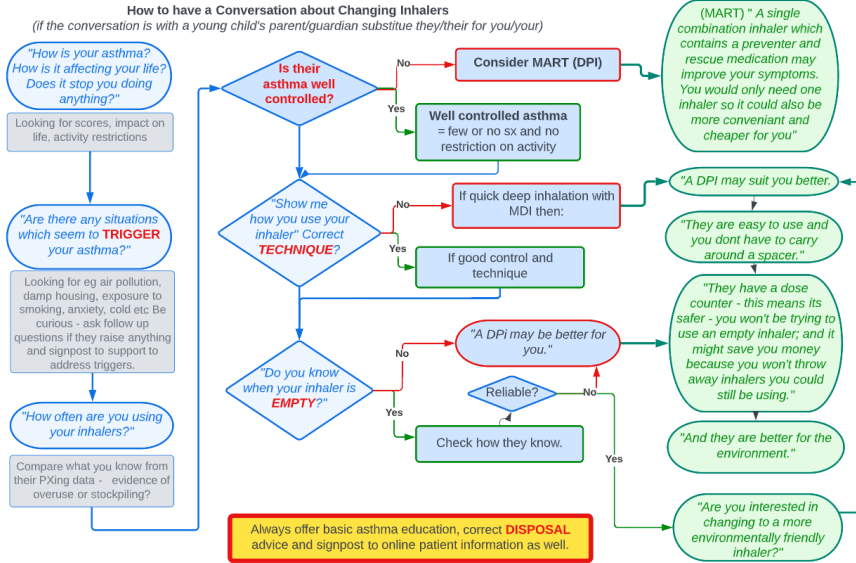 How to have a Conversation about Changing Inhalers
(if the conversation is with a young child's parent/guardian substitue they/their for you/your)
"How is your asthma?
How is it affecting your life?
Does it stop you doing
anything?"
Looking for scores, impact on
life, activity restrictions
"Are there any situations
which seem to TRIGGER
your asthma?"
Looking for eg air pollution,
damp housing, exposure to
smoking, anxiety, cold etc Be
curious - ask follow up
questions if they raise anything
and signpost to support to
address triggers.
"How often are you using
your inhalers?"
Compare what you know from
their PXing data - evidence of
overuse or stockpiling?
Is their
asthma well
controlled?
No
Yes
Consider MART (DPI)
Well controlled asthma
= few or no sx and no
restriction on activity
"Show me
how you use your
inhaler" Correct
TECHNIQUE?
No
Yes
If quick deep inhalation with
MDI then:
If good control and
technique
"Do you know
when your inhaler is
EMPTY?"
No
Yes
"A DPi may be better for
you."
Reliable?
No
Yes
Check how they know.
(MART) " A single
combination inhaler which
contains a preventer and
rescue medication may
improve your symptoms.
You would only need one
inhaler so it could also be
more conveniant and
cheaper for you"
"A DPI may suit you better.
"They are easy to use and
you dont have to carry
around a spacer."
"They have a dose
counter - this means its
safer - you won't be trying to
use an empty inhaler; and it
might save you money
because you won't throw
away inhalers you could
still be using."
"And they are better for the
environment."
"Are you interested in
changing to a more
environmentally friendly
inhaler?"
Always offer basic asthma education, correct DISPOSAL
advice and signpost to online patient information as well.